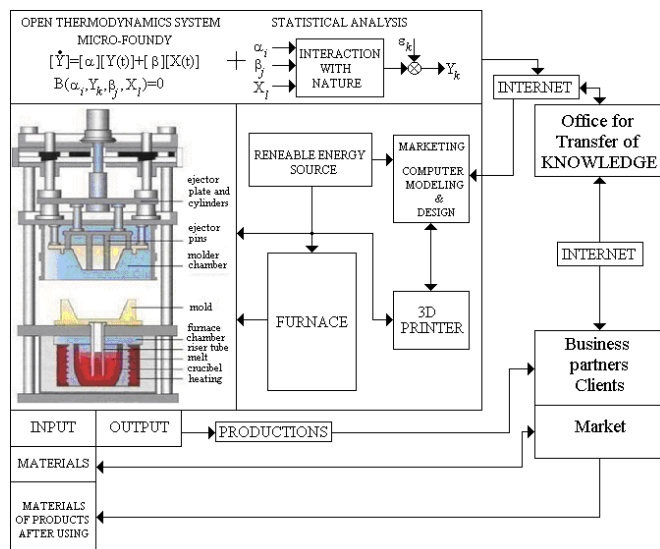 OPEN THERMODYNAMICS SYSTEM
MICRO-FOUNDY
[Ẏ]=[α][Y(t)]+[β][X(t)]
B(αi,Yk,βj,Xl)=0
+
STATISTICAL ANALYSIS
αi
βj
Xl
INTERACTION
WITH
NATURE
εk
Yk
INTERNET
Office for
Transfer of
KNOWLEDGE
ejector
plate and
cylinders
ejector
pins
molder
chamber
mold
furnace
chamber
riser tube
melt
crucibel
heating
RENEABLE ENERGY
SOURCE
MARKETING
COMPUTER
MODELING
&
DESIGN
FURNACE
3D
PRINTER
INTERNET
Business
partners
Clients
Market
INPUT
OUTPUT
PRODUCTIONS
MATERIALS
MATERIALS
OF PRODUCTS
AFTER USING